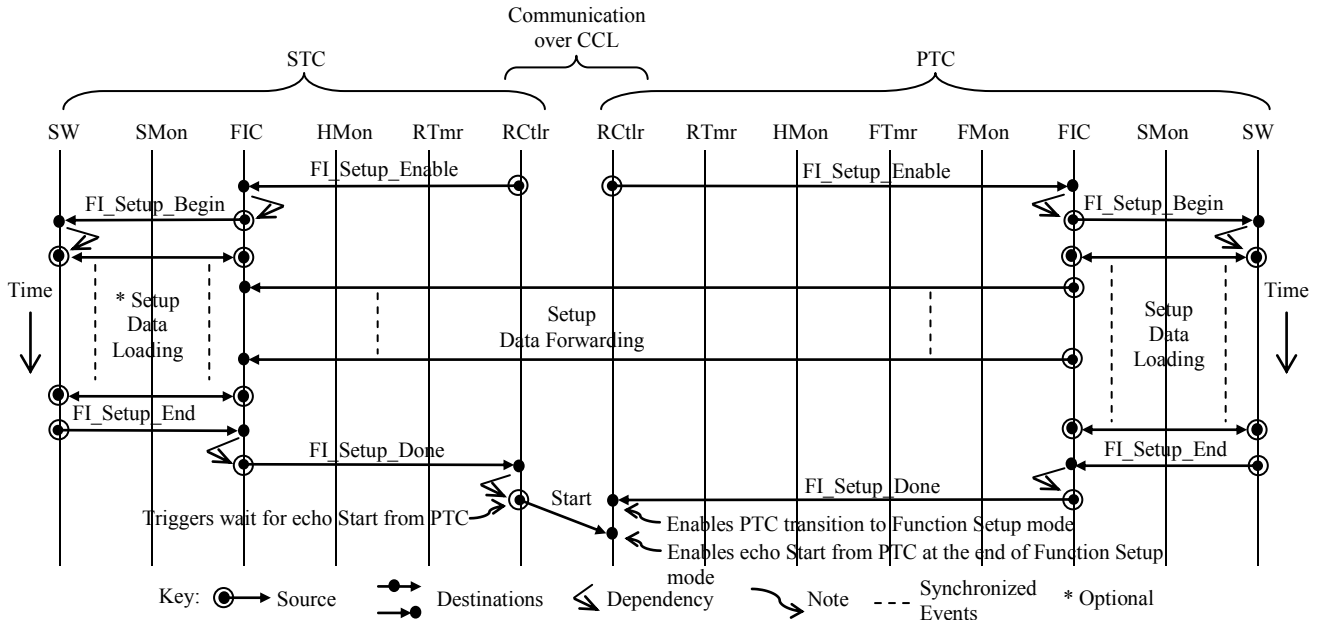 Communication
over CCL
STC
PTC
SW SMon FIC HMon RTmr RCtlr RCtlr RTmr HMon FTmr FMon FIC SMon SW
FI_Setup_Enable
FI_Setup_Enable
FI_Setup_Begin
FI_Setup_Begin
Time
* Setup
Data
Loading
Setup
Data Forwarding
Setup
Data
Loading
Time
FI_Setup_End
FI_Setup_Done
FI_Setup_End
Start
FI_Setup_Done
Triggers wait for echo Start from PTC
Enables PTC transition to Function Setup mode
Enables echo Start from PTC at the end of Function Setup
mode
Key: Source Destinations Dependency Note Synchronized
Events
* Optional